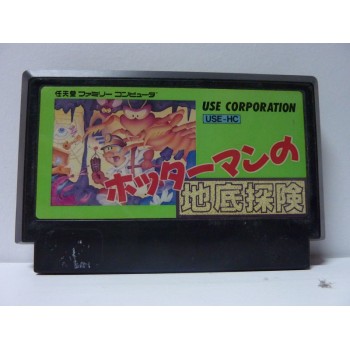 任天堂 ファミリー コンピュータ
USE CORPORATION
USE-HC
ホッターマンの
地底探険